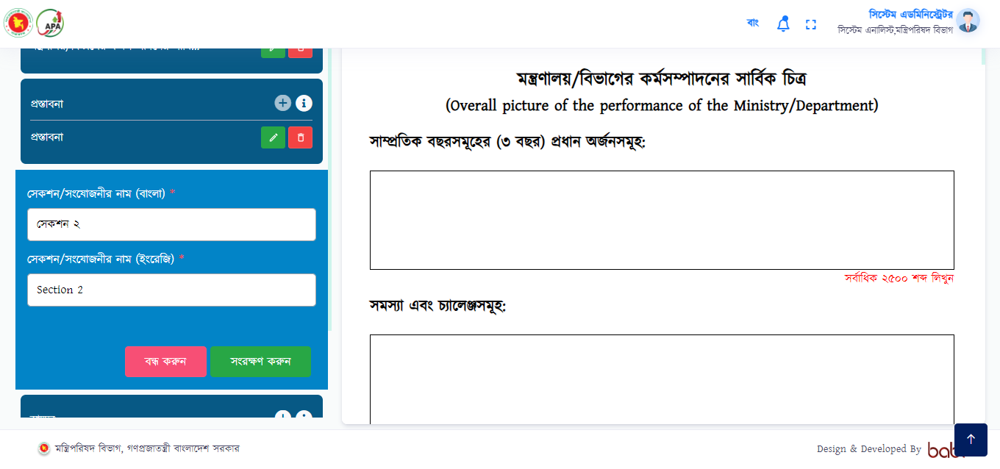 APA
বাং
সিস্টেম এডমিনিস্ট্রেটর
সিস্টেম এনালিস্ট,মন্ত্রিপরিষদ বিভাগ
প্রস্তাবনা
প্রস্তাবনা
সেকশন/সংযোজনীর নাম (বাংলা) *
সেকশন ২
সেকশন/সংযোজনীর নাম (ইংরেজি) *
Section 2
বন্ধ করুন
সংরক্ষণ করুন
মন্ত্রণালয়/বিভাগের কর্মসম্পাদনের সার্বিক চিত্র
(Overall picture of the performance of the Ministry/Department)
সাম্প্রতিক বছরসমূহের (৩ বছর) প্রধান অর্জনসমূহ:
সর্বাধিক ২৫০০ শব্দ লিখুন
সমস্যা এবং চ্যালেঞ্জসমূহ:
মন্ত্রিপরিষদ বিভাগ, গণপ্রজাতন্ত্রী বাংলাদেশ সরকার
Design & Developed By